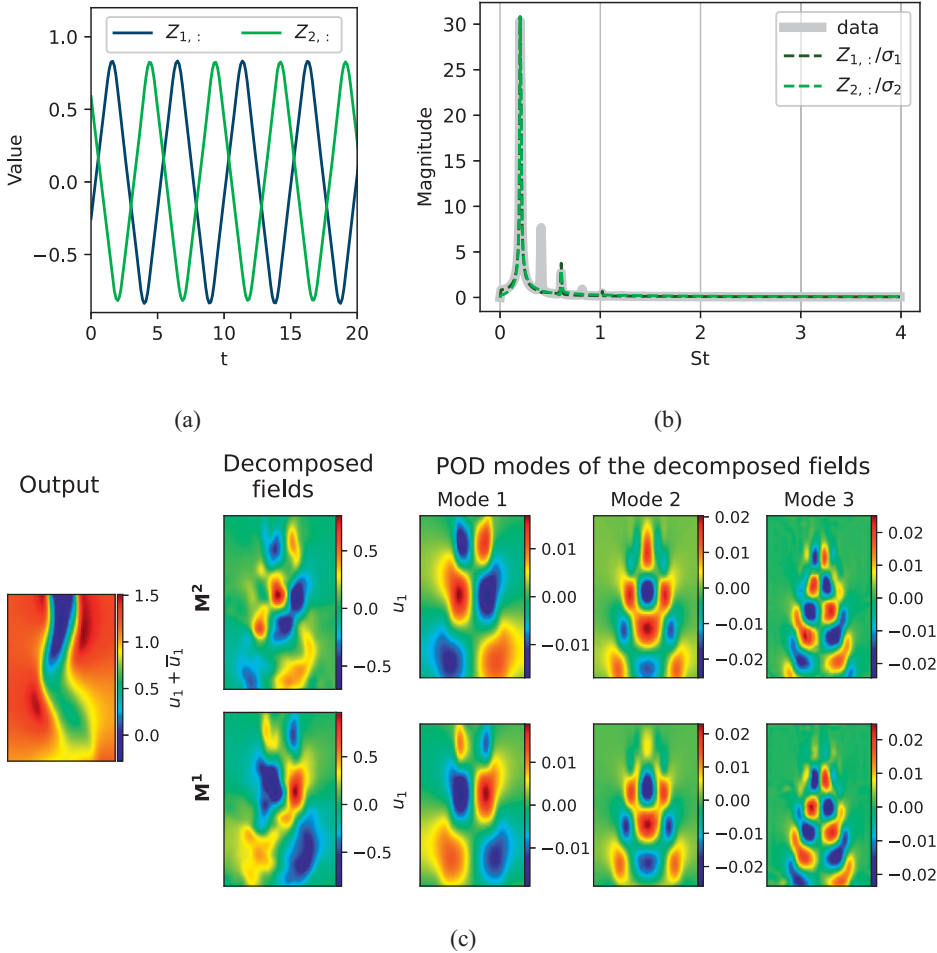 Z1, : Z2, :
1.0
0.5
0.0
−0.5
Value
0 5 10 15 20
t
(a)
30
25
20
15
10
5
0
Magnitude
data
Z1, :/σ1
Z2, :/σ2
0 1 2 3 4
St
(b)
Output
Decomposed
fields
POD modes of the decomposed fields
Mode 1 Mode 2 Mode 3
1.5
1.0
0.5
0.0
u1 + u̅1
M2
0.5
0.0
−0.5
u1
0.01
0.00
−0.01
0.02
0.01
0.00
−0.01
−0.02
0.02
0.01
0.00
−0.01
−0.02
M1
0.5
0.0
−0.5
u1
0.01
0.00
−0.01
0.02
0.01
0.00
−0.01
−0.02
0.02
0.01
0.00
−0.01
−0.02
(c)